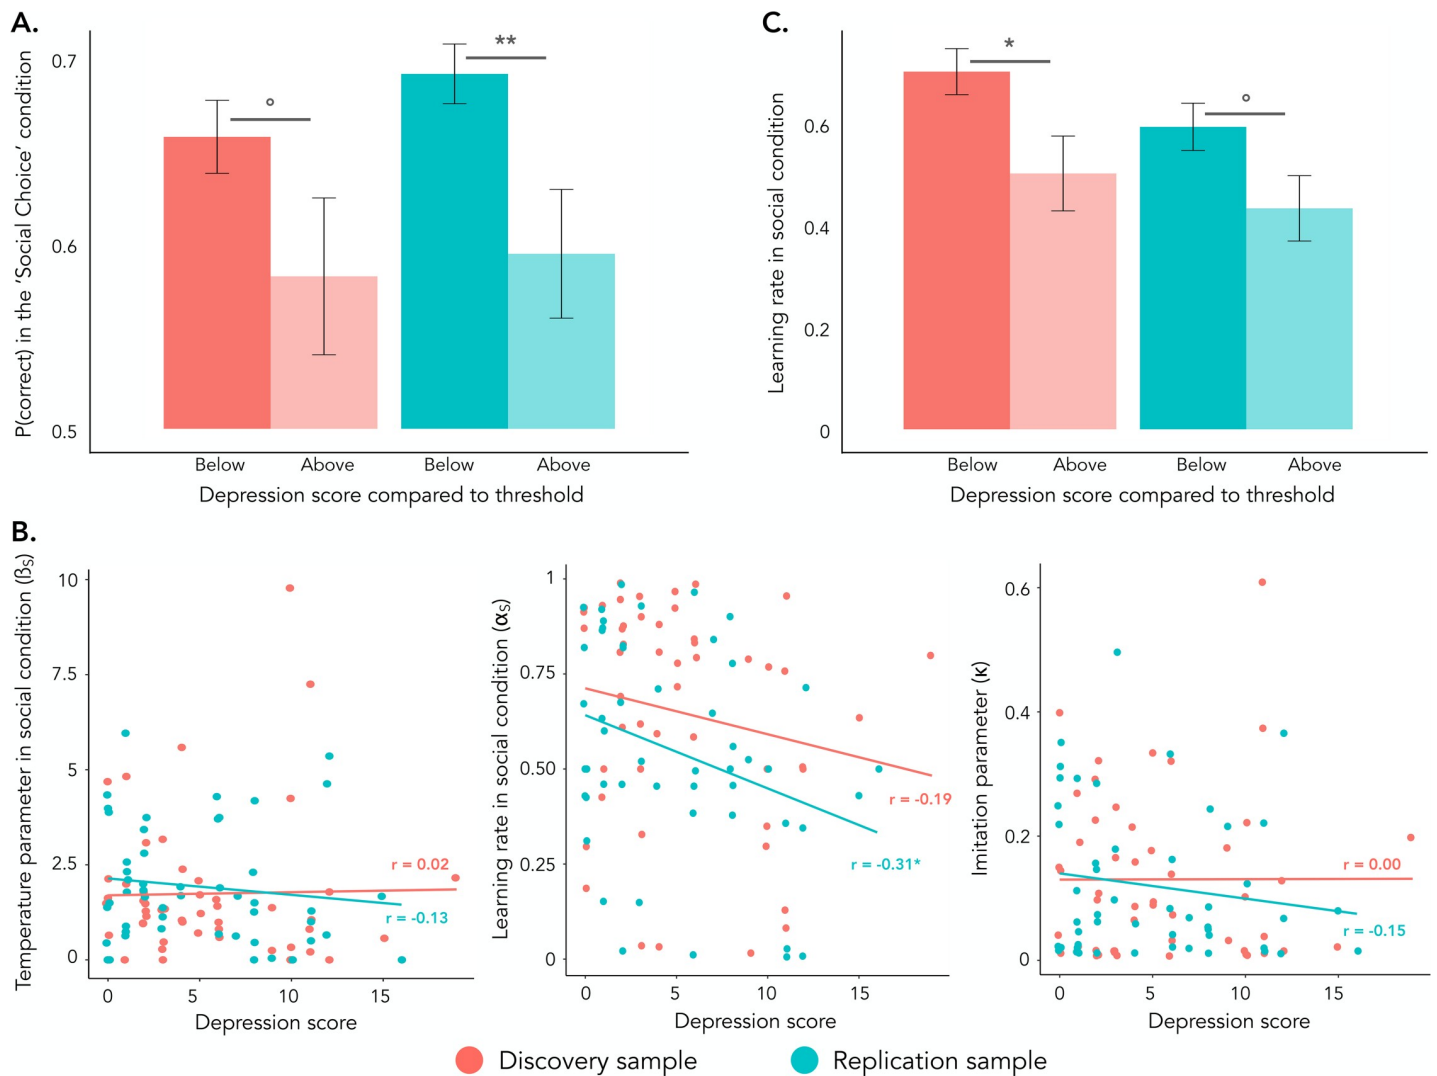 A.
P(correct) in the 'Social Choice' condition
0.7
0.6
0.5
°
**
Below Above Below Above
Depression score compared to threshold
C.
Learning rate in social condition
0.6
0.4
0.2
0
*
°
Below Above Below Above
Depression score compared to threshold
B.
Temperature parameter in social condition (ßS)
10
7.5
5
2.5
0
r = 0.02
r = -0.13
0 5 10 15
Depression score
Learning rate in social condition (αS)
1
0.75
0.50
0.25
0
r = -0.19
r = -0.31*
0 5 10 15
Depression score
Imitation parameter (κ)
0.6
0.4
0.2
0
r = 0.00
r = -0.15
0 5 10 15
Depression score
Discovery sample Replication sample